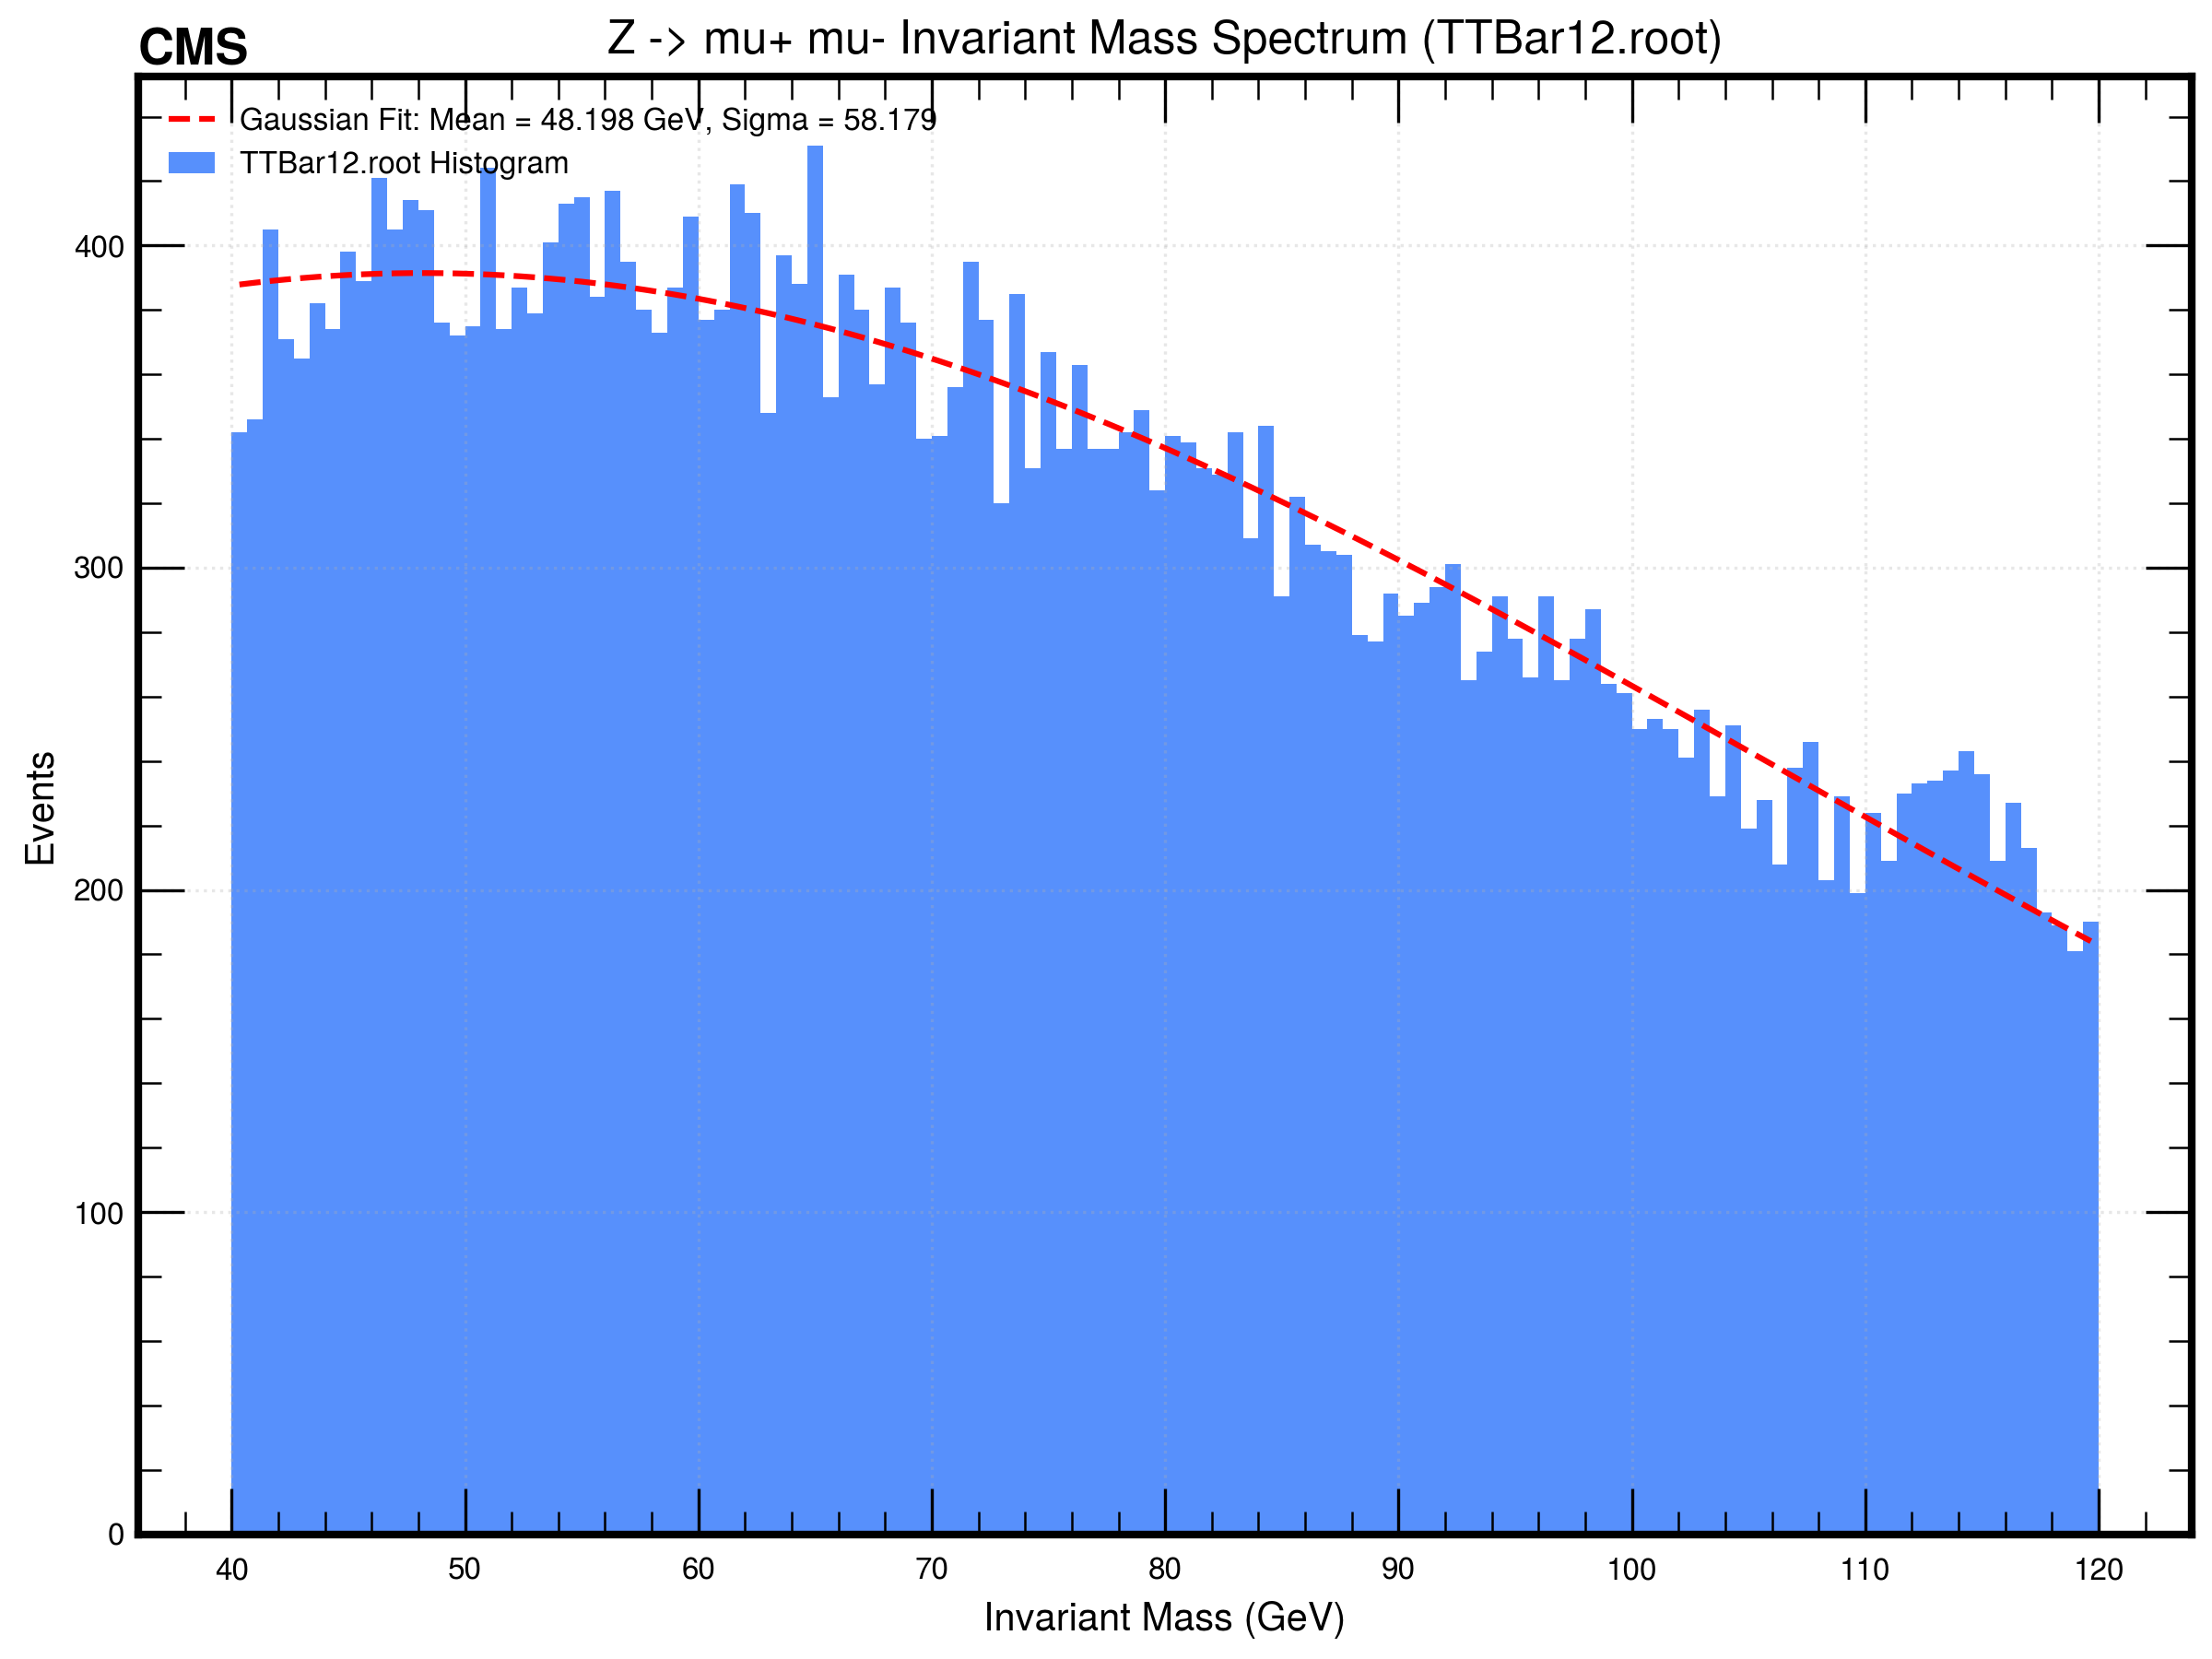 CMS
Z -> mu+ mu- Invariant Mass Spectrum (TTBar12.root)
Gaussian Fit: Mean = 48.198 GeV, Sigma = 58.179
TTBar12.root Histogram
400
300
200
100
0
Events
40 50 60 70 80 90 100 110 120
Invariant Mass (GeV)